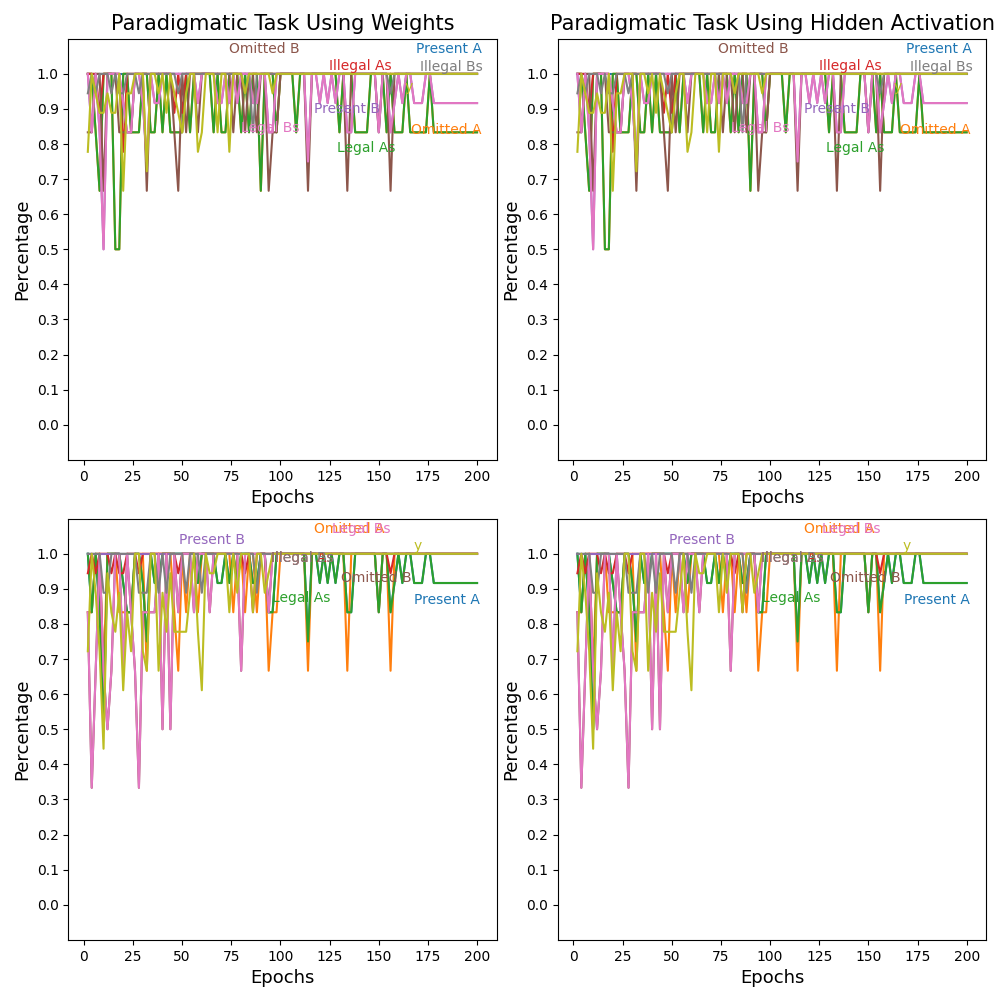 Paradigmatic Task Using Weights
Paradigmatic Task Using Hidden Activation
Omitted B
Present A
Illegal As
Illegal Bs
Present B
Bs
Omitted A
Legal As
1.0
0.9
0.8
0.7
0.6
0.5
0.4
0.3
0.2
0.1
0.0
Percentage
0 25 50 75 100 125 150 175 200
Epochs
Omitted B
Present A
Illegal As
Illegal Bs
Present B
Bs
Omitted A
Legal As
1.0
0.9
0.8
0.7
0.6
0.5
0.4
0.3
0.2
0.1
0.0
Percentage
0 25 50 75 100 125 150 175 200
Epochs
Omitted A
Legal Bs
Present B
y
Illegal As
Omitted B
Legal As
Present A
1.0
0.9
0.8
0.7
0.6
0.5
0.4
0.3
0.2
0.1
0.0
Percentage
0 25 50 75 100 125 150 175 200
Epochs
Omitted A
Legal Bs
Present B
y
Illegal As
Omitted B
Legal As
Present A
1.0
0.9
0.8
0.7
0.6
0.5
0.4
0.3
0.2
0.1
0.0
Percentage
0 25 50 75 100 125 150 175 200
Epochs